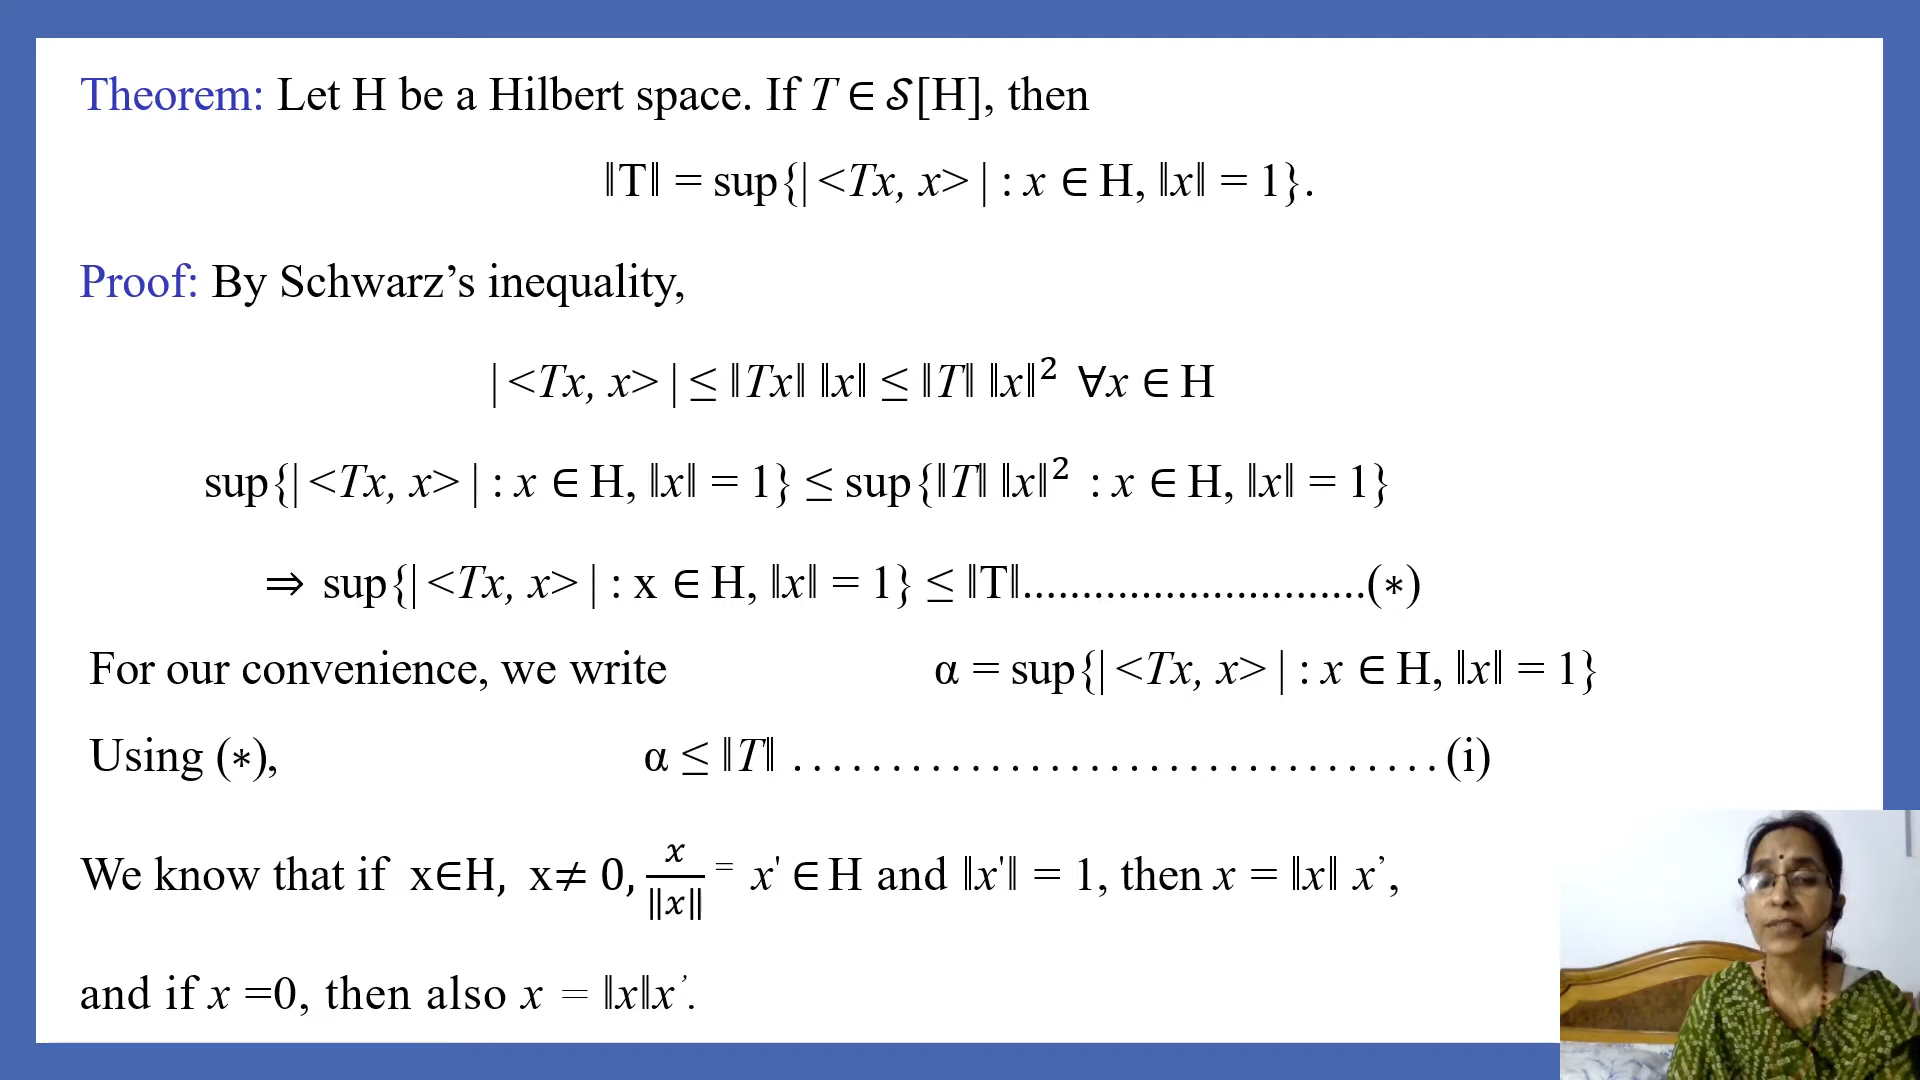 Theorem: Let H be a Hilbert space. If T ∈ 𝒮[H], then
‖T‖ = sup{| <Tx, x> | : x ∈ H, ‖x‖ = 1}.
Proof: By Schwarz’s inequality,
| <Tx, x> | ≤ ‖Tx‖ ‖x‖ ≤ ‖T‖ ‖x‖² ∀x ∈ H
sup{| <Tx, x> | : x ∈ H, ‖x‖ = 1} ≤ sup{‖T‖ ‖x‖² : x ∈ H, ‖x‖ = 1}
⇒ sup{| <Tx, x> | : x ∈ H, ‖x‖ = 1} ≤ ‖T‖.............................(∗)
For our convenience, we write α = sup{| <Tx, x> | : x ∈ H, ‖x‖ = 1}
Using (∗), α ≤ ‖T‖ . . . . . . . . . . . . . . . . . . . . . . . . . . . . . . . . . (i)
We know that if x∈H, x≠ 0, x/‖x‖ = x' ∈ H and ‖x'‖ = 1, then x = ‖x‖ x’,
and if x =0, then also x = ‖x‖x’.